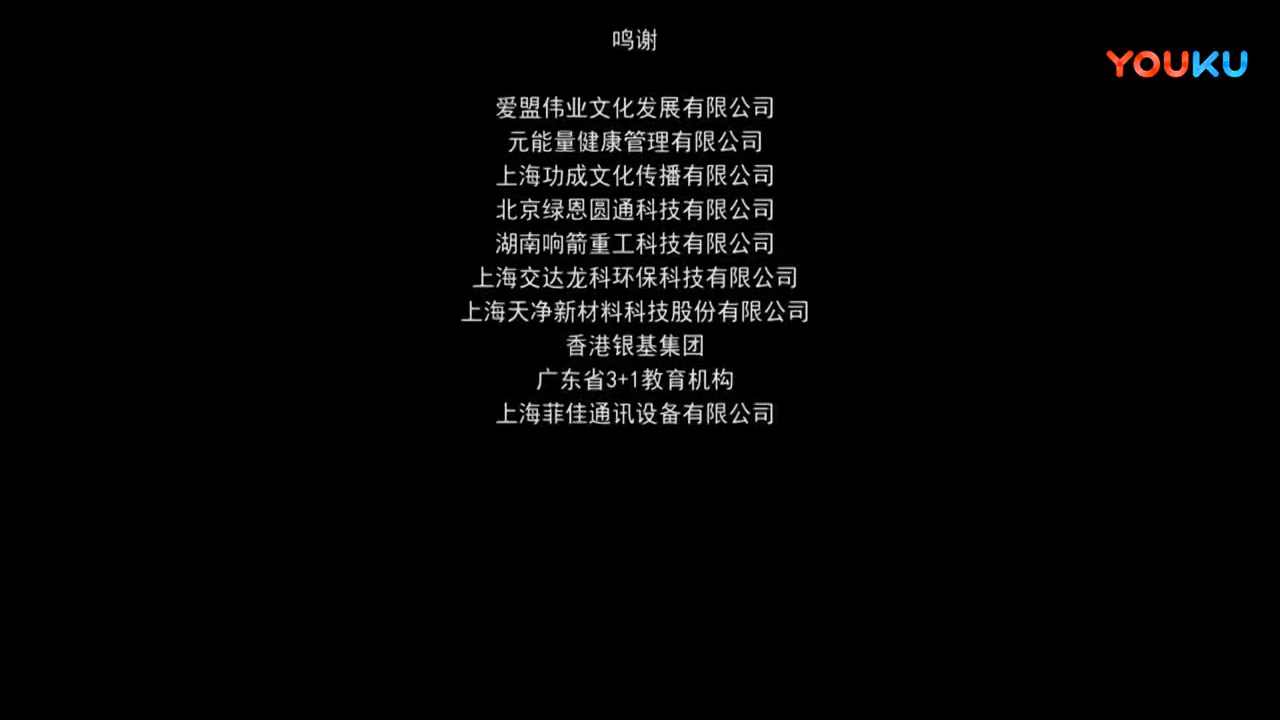 鸣谢
YOUKU
爱盟伟业文化发展有限公司
元能量健康管理有限公司
上海功成文化传播有限公司
北京绿恩圆通科技有限公司
湖南响箭重工科技有限公司
上海交达龙科环保科技有限公司
上海天净新材料科技股份有限公司
香港银基集团
广东省3+1教育机构
上海菲佳通讯设备有限公司